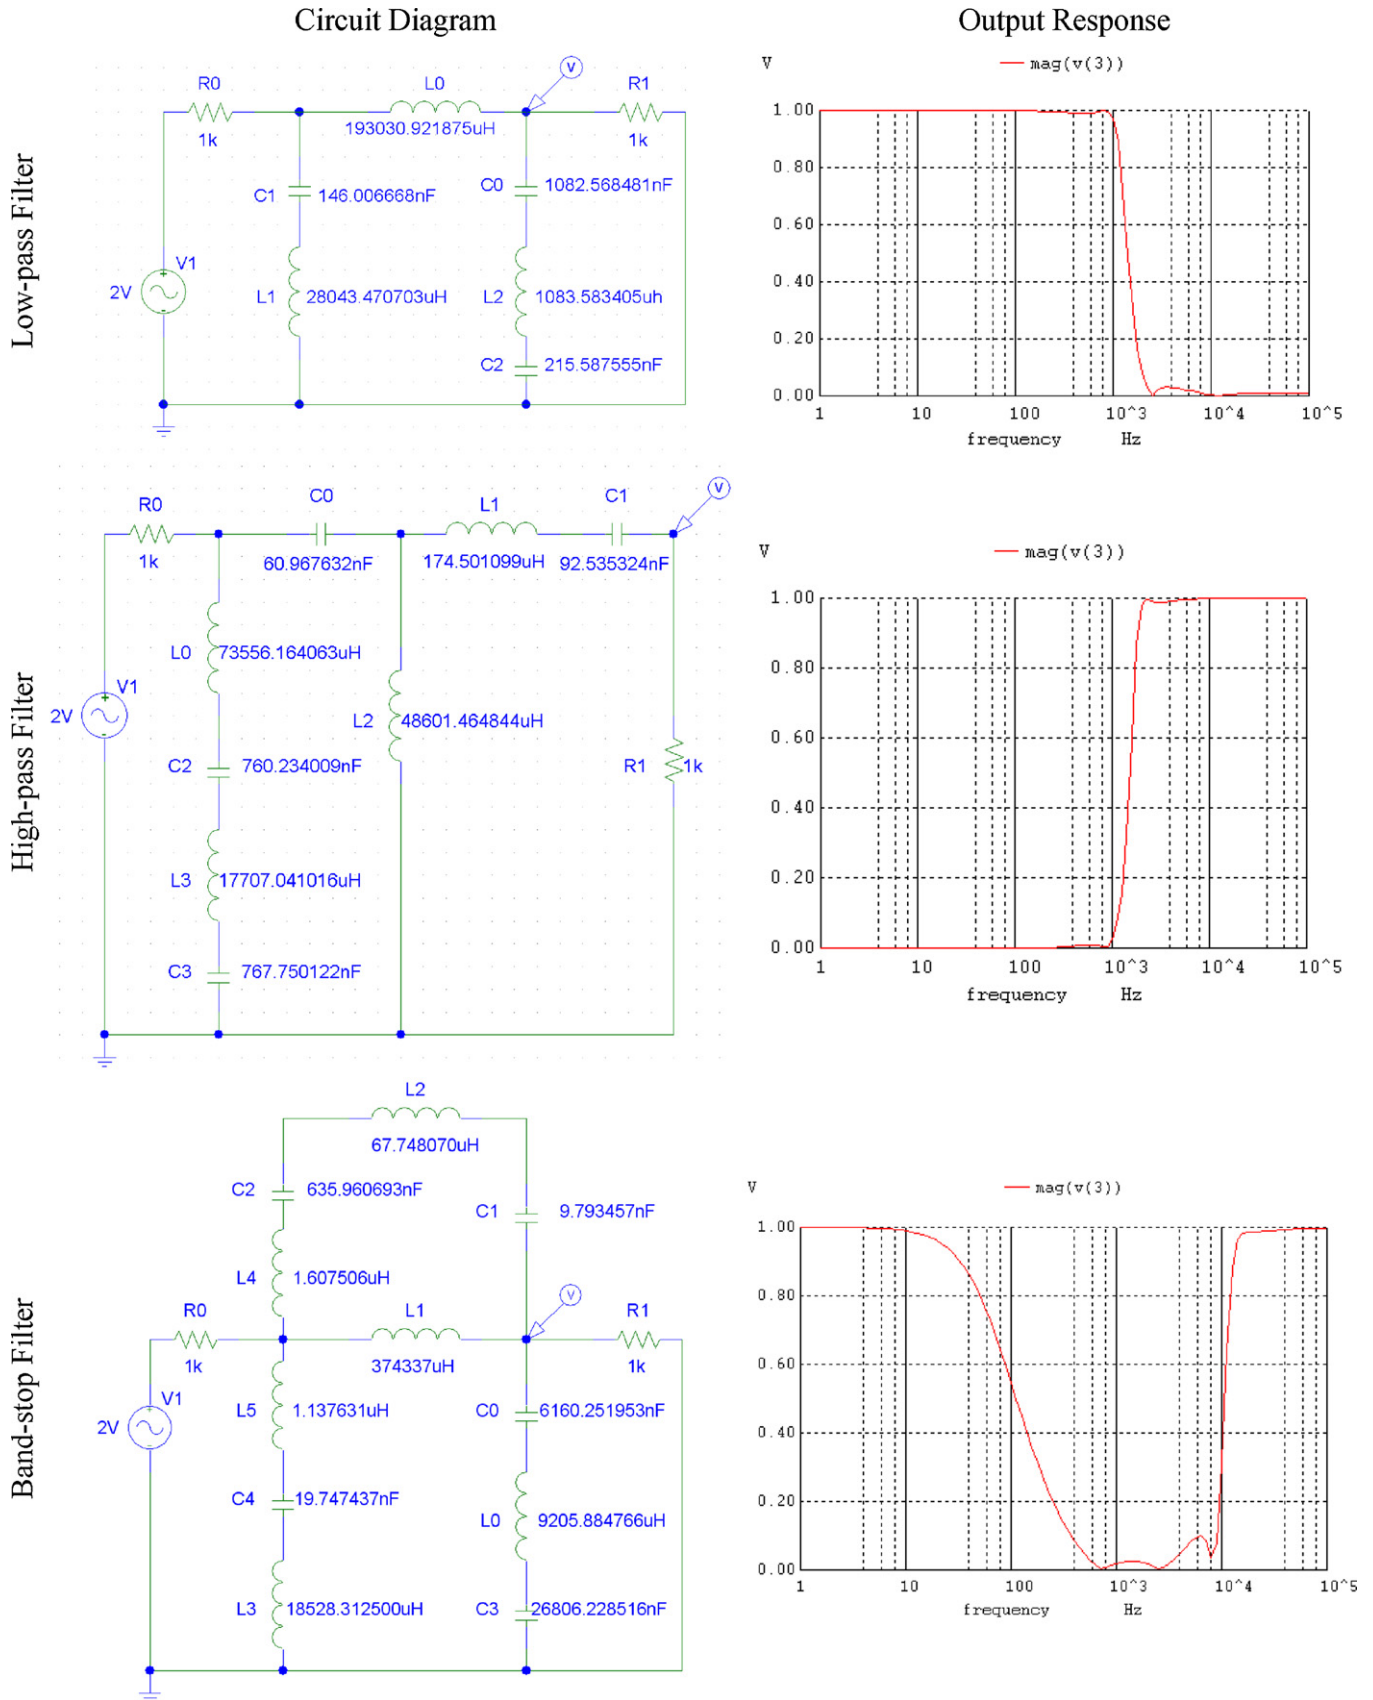 Circuit Diagram
Output Response
Low-pass Filter
R0
1k
L0
193030.921875uH
V
R1
1k
C1
146.006668nF
C0
1082.568481nF
V1
2V
L1
28043.470703uH
L2
1083.583405uh
C2
215.587555nF
V
mag(v(3))
1.00
0.80
0.60
0.40
0.20
0.00
1 10 100 10^3 10^4 10^5
frequency Hz
High-pass Filter
R0
1k
C0
60.967632nF
L1
174.501099uH
C1
92.535324nF
V
L0
73556.164063uH
V1
2V
L2
48601.464844uH
C2
760.234009nF
R1
1k
L3
17707.041016uH
C3
767.750122nF
V
mag(v(3))
1.00
0.80
0.60
0.40
0.20
0.00
1 10 100 10^3 10^4 10^5
frequency Hz
Band-stop Filter
L2
67.748070uH
C2
635.960693nF
C1
9.793457nF
L4
1.607506uH
R0
1k
L1
374337uH
V
R1
1k
V1
2V
L5
1.137631uH
C0
6160.251953nF
C4
19.747437nF
L0
9205.884766uH
L3
18528.312500uH
C3
26806.228516nF
V
mag(v(3))
1.00
0.80
0.60
0.40
0.20
0.00
1 10 100 10^3 10^4 10^5
frequency Hz